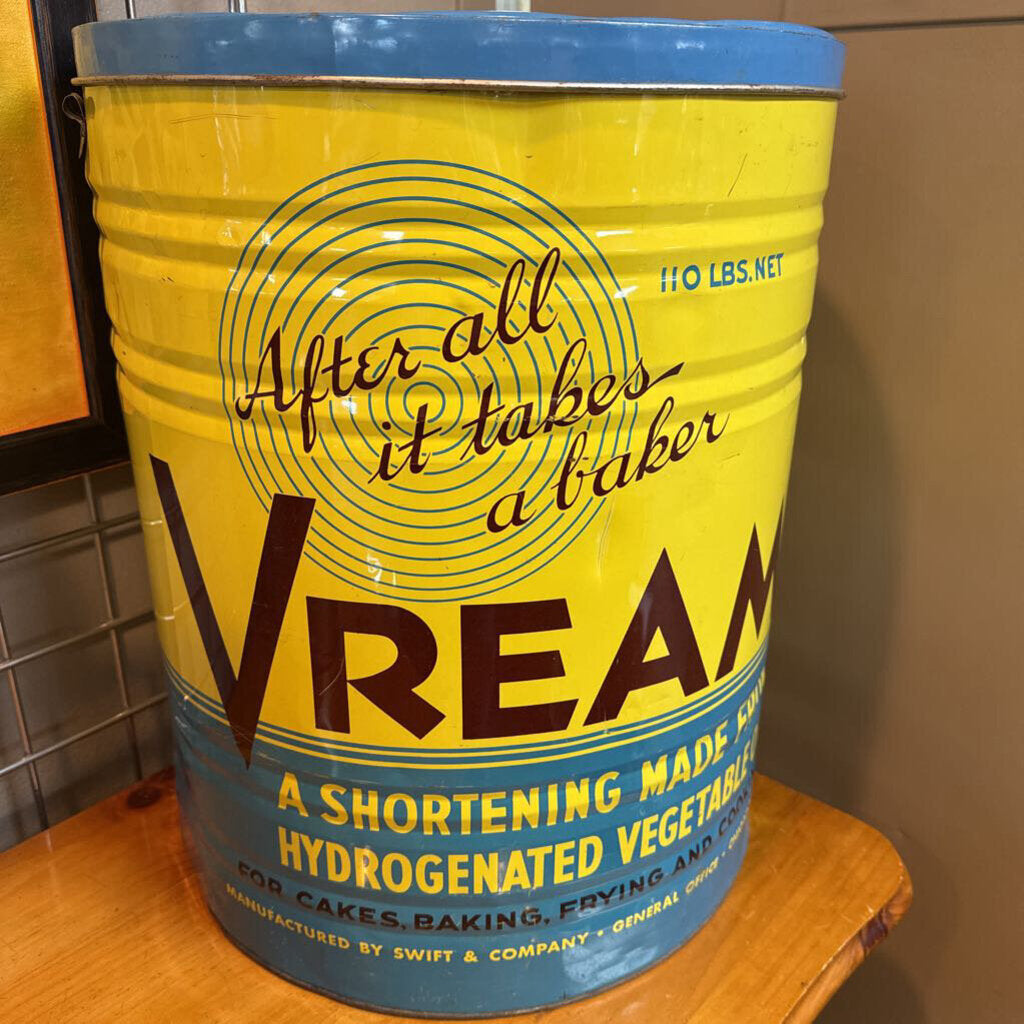 110 LBS. NET
After all
it takes
a baker
VREAM
A SHORTENING MADE
HYDROGENATED VEGETABLE
FOR CAKES, BAKING, FRYING AND
MANUFACTURED BY SWIFT & COMPANY • GENERAL OFFICE •